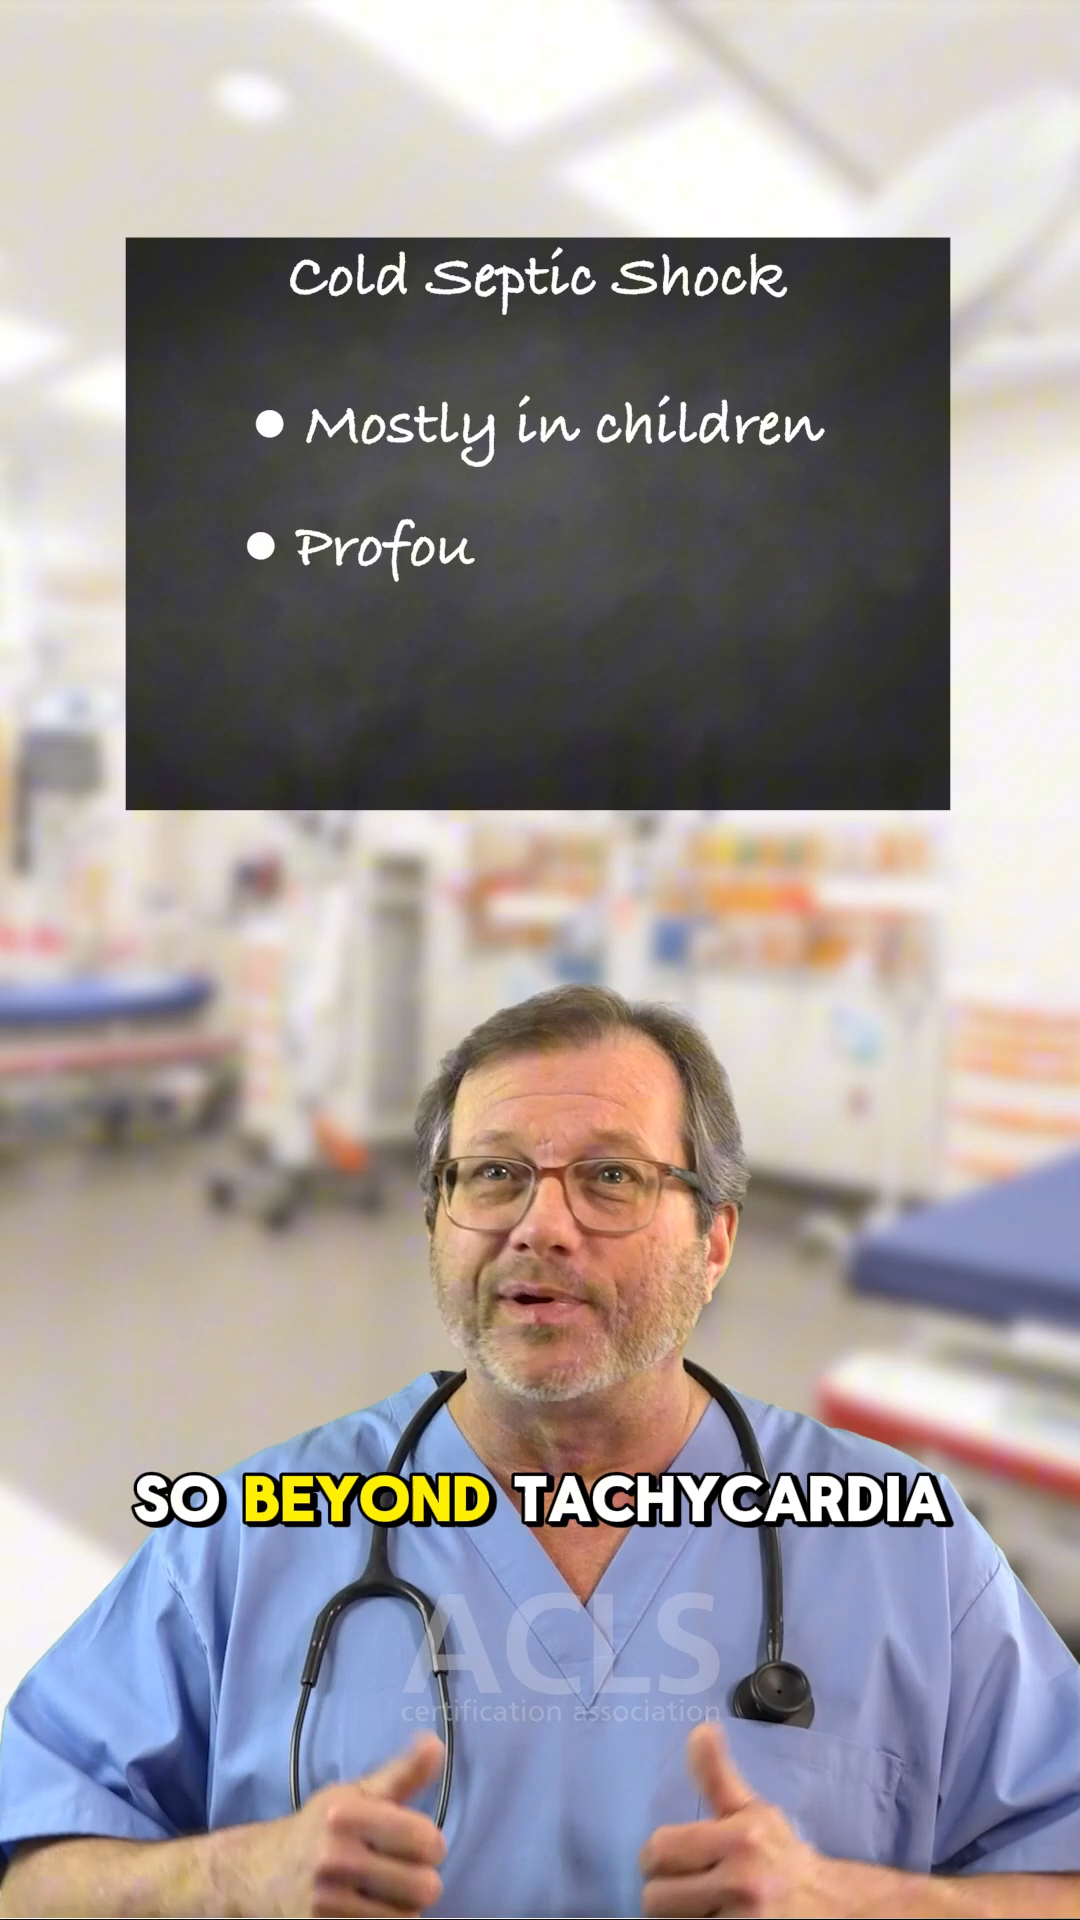 Cold Septic Shock
• Mostly in children
• Profou
SO BEYOND TACHYCARDIA
ACLS
certification association